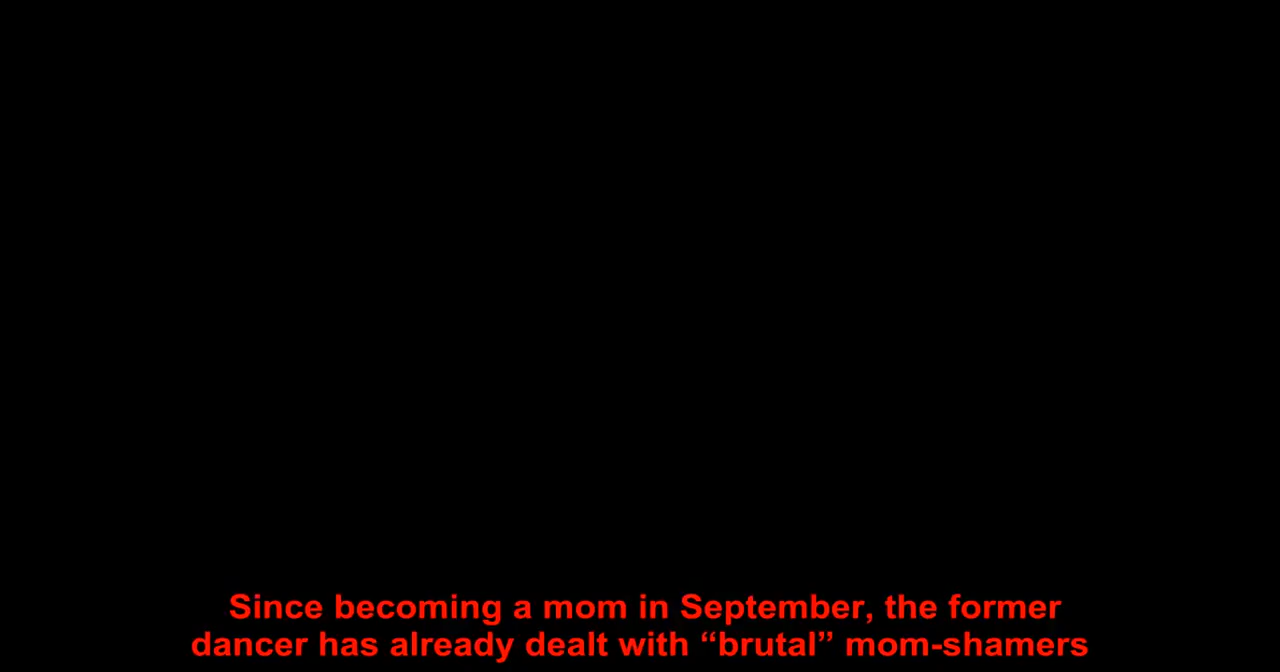 Since becoming a mom in September, the former
dancer has already dealt with “brutal” mom-shamers